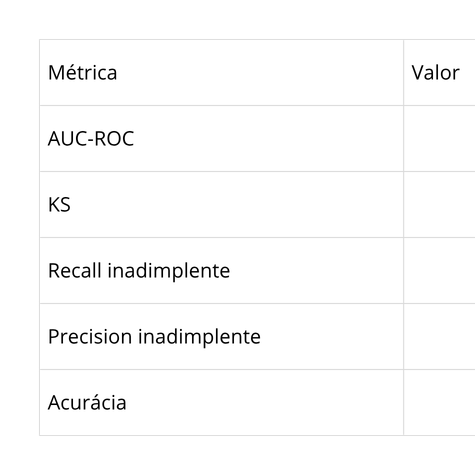 Métrica Valor
AUC-ROC
KS
Recall inadimplente
Precision inadimplente
Acurácia